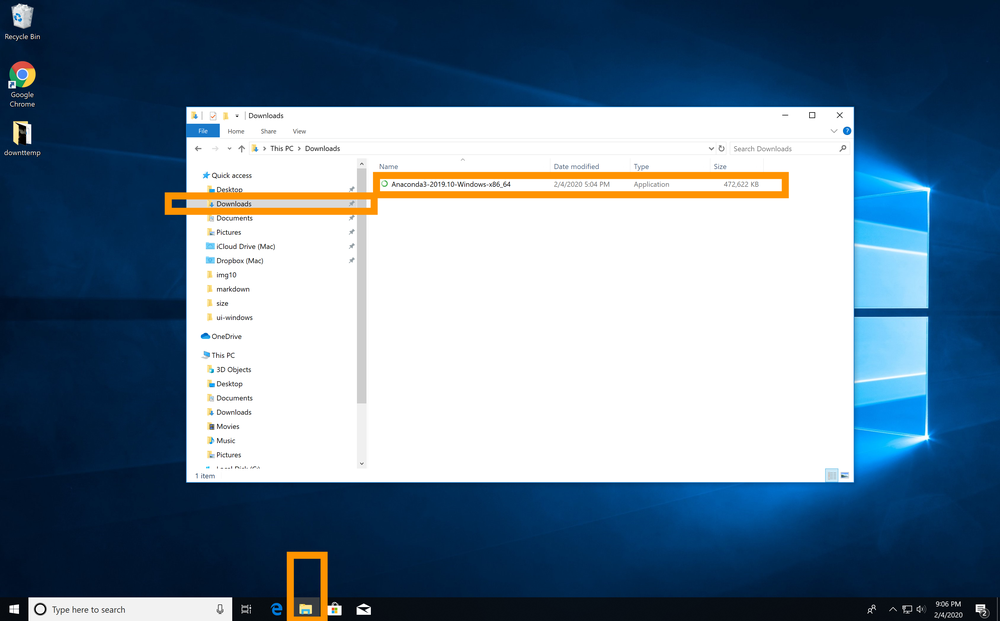 Recycle Bin
Google
Chrome
downttemp
Downloads
File Home Share View
This PC Downloads
Search Downloads
Name Date modified Type Size
Anaconda3-2019.10-Windows-x86_64 2/4/2020 5:04 PM Application 472,622 KB
Quick access
Desktop
Downloads
Documents
Pictures
iCloud Drive (Mac)
Dropbox (Mac)
img10
markdown
size
ui-windows
OneDrive
This PC
3D Objects
Desktop
Documents
Downloads
Movies
Music
Pictures
Local Disk (C:)
1 item
Type here to search
9:06 PM
2/4/2020
2